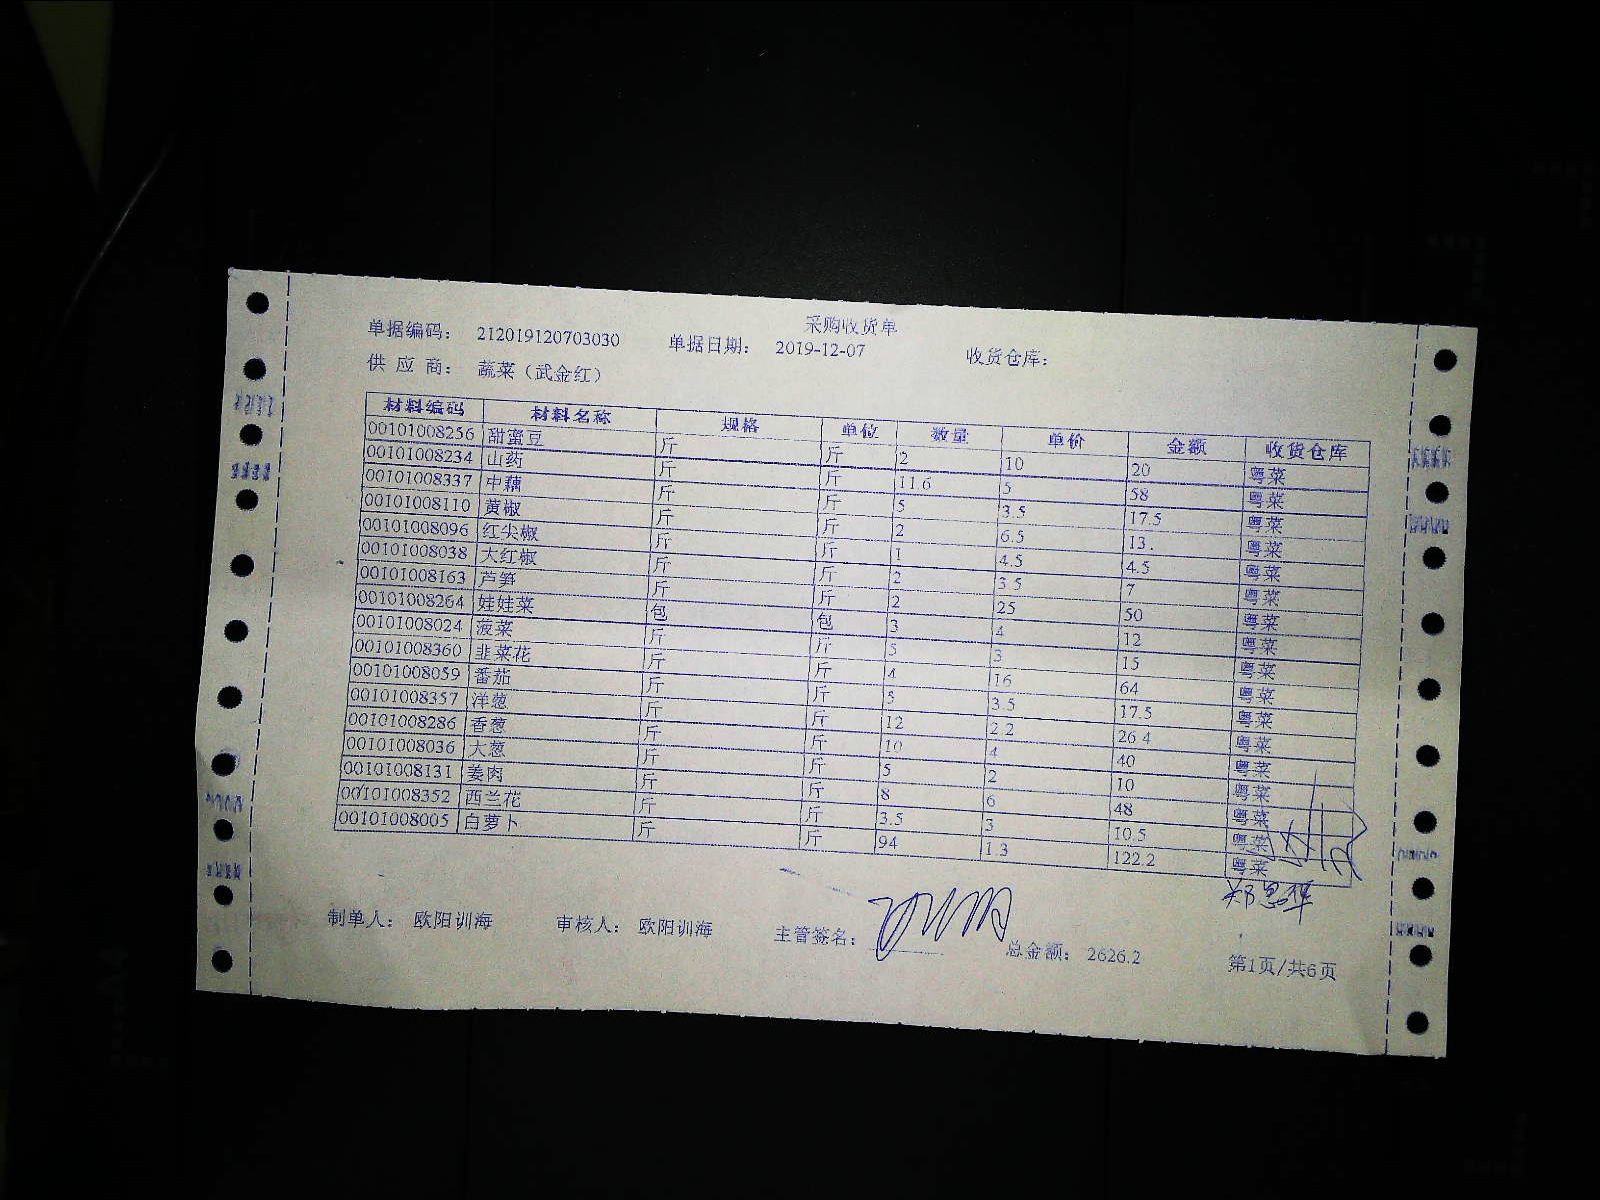 采购收货单
单据编码： 212019120703030 单据日期： 2019-12-07 收货仓库：
供 应 商： 蔬菜（武金红）
材料编码 材料名称 规格 单位 数量 单价 金额 收货仓库
00101008256 甜蜜豆 斤 斤 2 10 20 粤菜
00101008234 山药 斤 斤 11.6 5 58 粤菜
00101008337 中藕 斤 斤 5 3.5 17.5 粤菜
00101008110 黄椒 斤 斤 2 6.5 13. 粤菜
00101008096 红尖椒 斤 斤 1 4.5 4.5 粤菜
00101008038 大红椒 斤 斤 2 3.5 7 粤菜
00101008163 芦笋 斤 斤 2 25 50 粤菜
00101008264 娃娃菜 包 包 3 4 12 粤菜
00101008024 菠菜 斤 斤 5 3 15 粤菜
00101008360 韭菜花 斤 斤 4 16 64 粤菜
00101008059 番茄 斤 斤 5 3.5 17.5 粤菜
00101008357 洋葱 斤 斤 12 2.2 26.4 粤菜
00101008286 香葱 斤 斤 10 4 40 粤菜
00101008036 大葱 斤 斤 5 2 10 粤菜
00101008131 姜肉 斤 斤 8 6 48 粤菜
00101008352 西兰花 斤 斤 3.5 3 10.5 粤菜
00101008005 白萝卜 斤 斤 94 1.3 122.2 粤菜
制单人： 欧阳训海 审核人： 欧阳训海 主管签名： 总金额： 2626.2 第1页/共6页